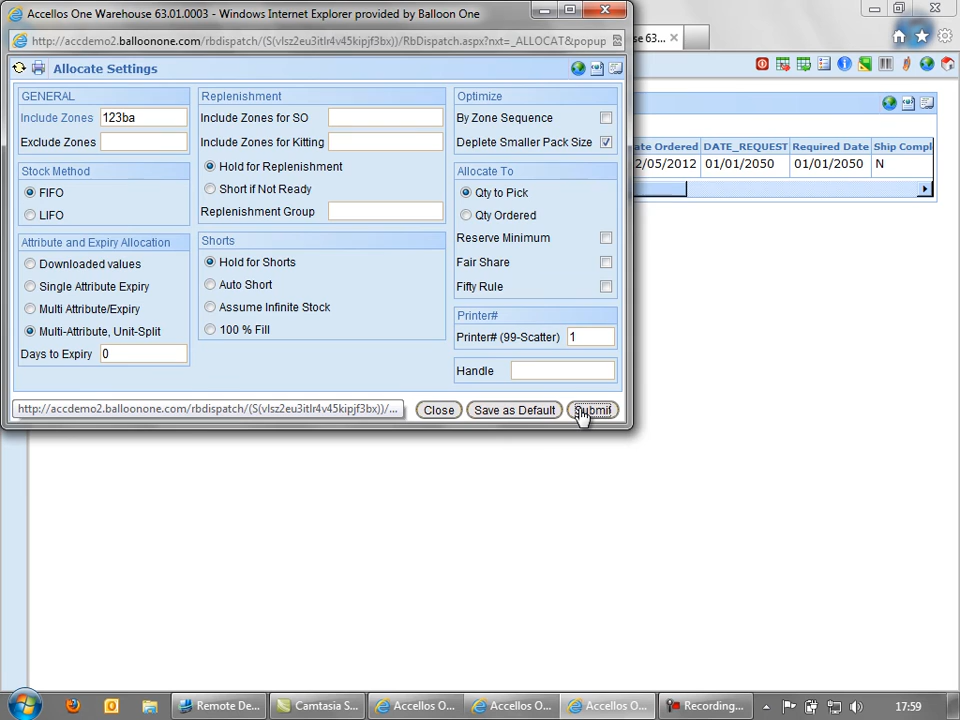 Accellos One Warehouse 63.01.0003 - Windows Internet Explorer provided by Balloon One
http://accdemo2.balloonone.com/rbdispatch/(S(vlsz2eu3itlr4v45kipjf3bx))/RbDispatch.aspx?nxt=_ALLOCAT&popup
se 63...
Allocate Settings
GENERAL
Include Zones 123ba
Exclude Zones
Stock Method
FIFO
LIFO
Attribute and Expiry Allocation
Downloaded values
Single Attribute Expiry
Multi Attribute/Expiry
Multi-Attribute, Unit-Split
Days to Expiry 0
Replenishment
Include Zones for SO
Include Zones for Kitting
Hold for Replenishment
Short if Not Ready
Replenishment Group
Shorts
Hold for Shorts
Auto Short
Assume Infinite Stock
100 % Fill
Optimize
By Zone Sequence
Deplete Smaller Pack Size
Allocate To
Qty to Pick
Qty Ordered
Reserve Minimum
Fair Share
Fifty Rule
Printer#
Printer# (99-Scatter) 1
Handle
http://accdemo2.balloonone.com/rbdispatch/(S(vlsz2eu3itlr4v45kipjf3bx))/...
Close Save as Default Submit
ate Ordered DATE_REQUEST Required Date Ship Compl
2/05/2012 01/01/2050 01/01/2050 N
Remote De... Camtasia S... Accellos O... Accellos O... Accellos O... Recording... 17:59